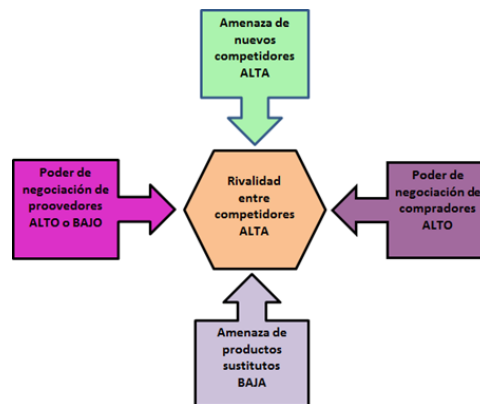 Amenaza de
nuevos
competidores
ALTA
Poder de
negociación de
proovedores
ALTO o BAJO
Rivalidad
entre
competidores
ALTA
Poder de
negociación de
compradores
ALTO
Amenaza de
productos
sustitutos
BAJA